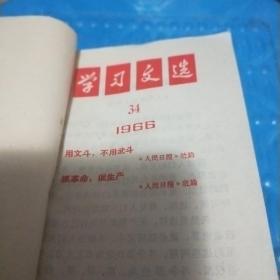 学习文选
34
1966
用文斗，不用武斗
«人民日报» 社论
抓革命，促生产
«人民日报» 社论